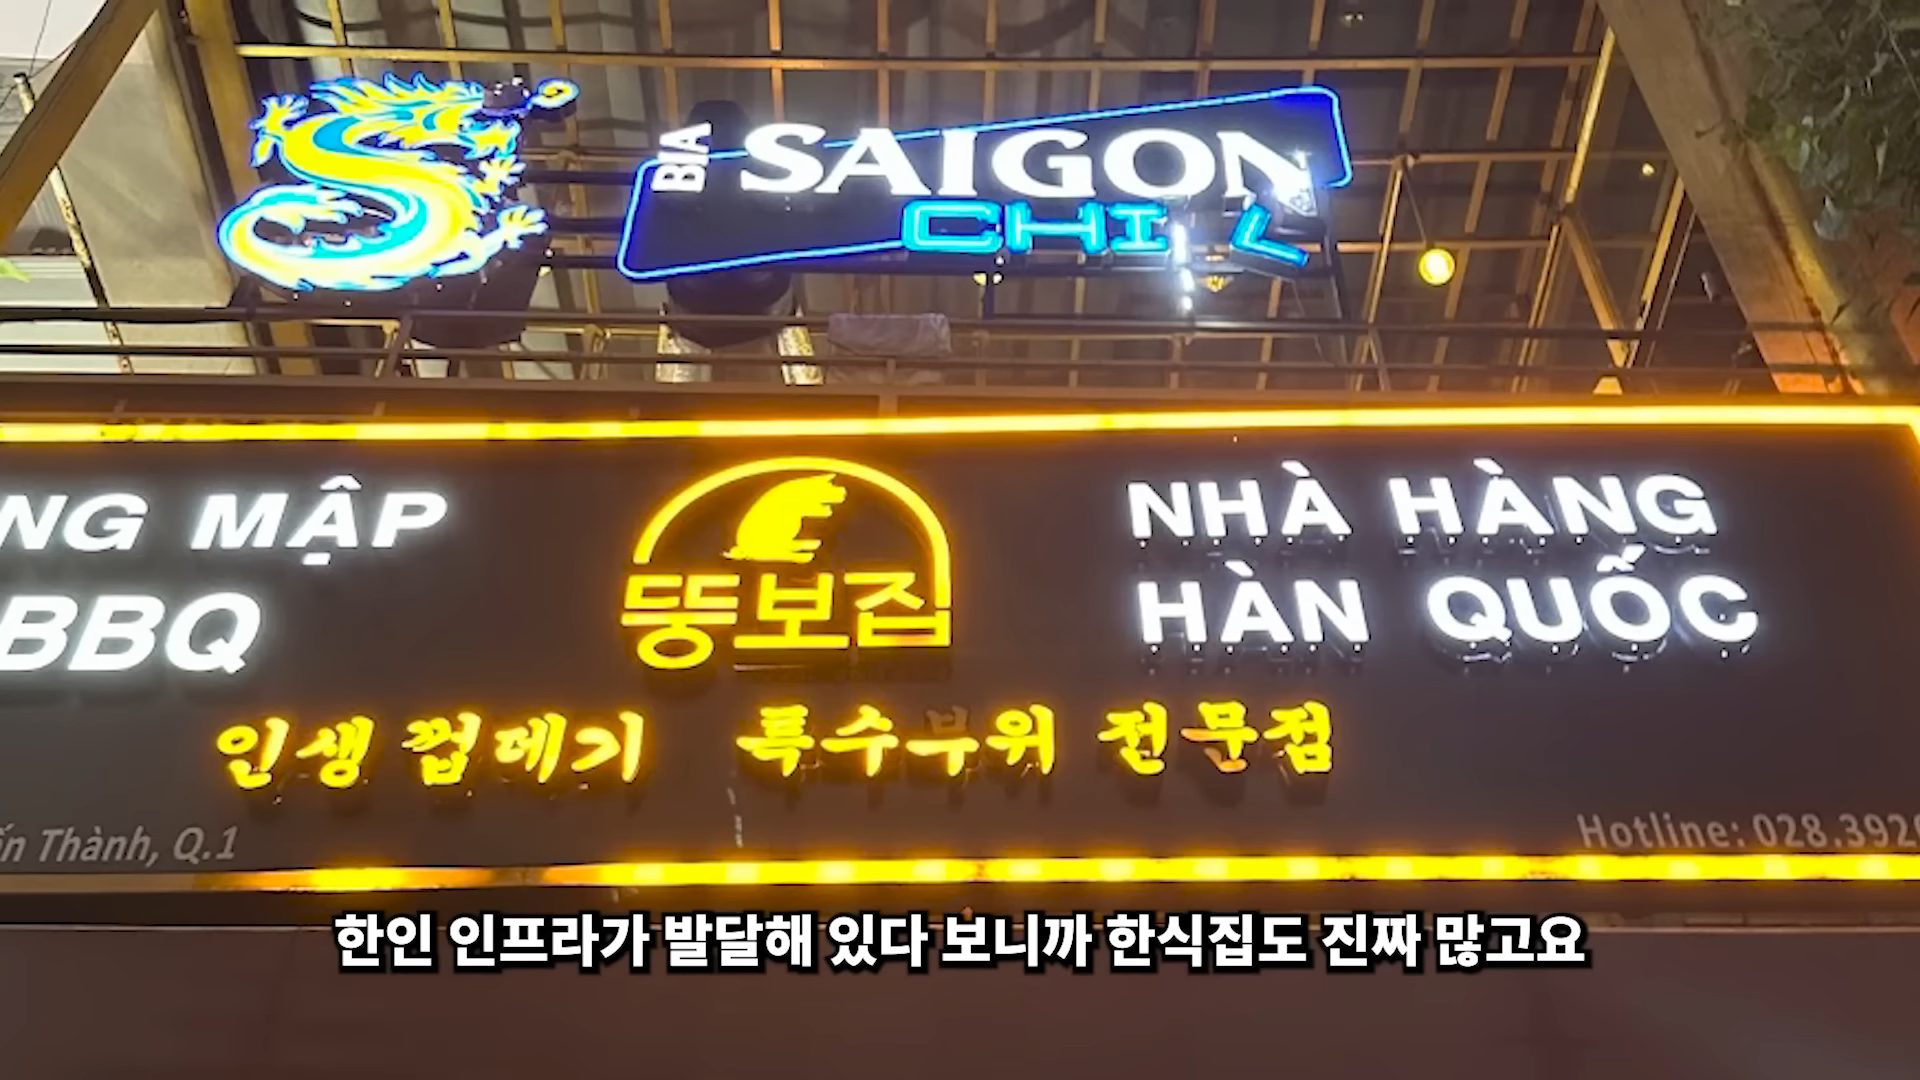 BIA SAIGON
CHILL
NG MẬP
BBQ
뚱보집
NHÀ HÀNG
HÀN QUỐC
인생 껍데기 특수부위 전문점
Thành, Q.1
Hotline: 028.392
한인 인프라가 발달해 있다 보니까 한식집도 진짜 많고요